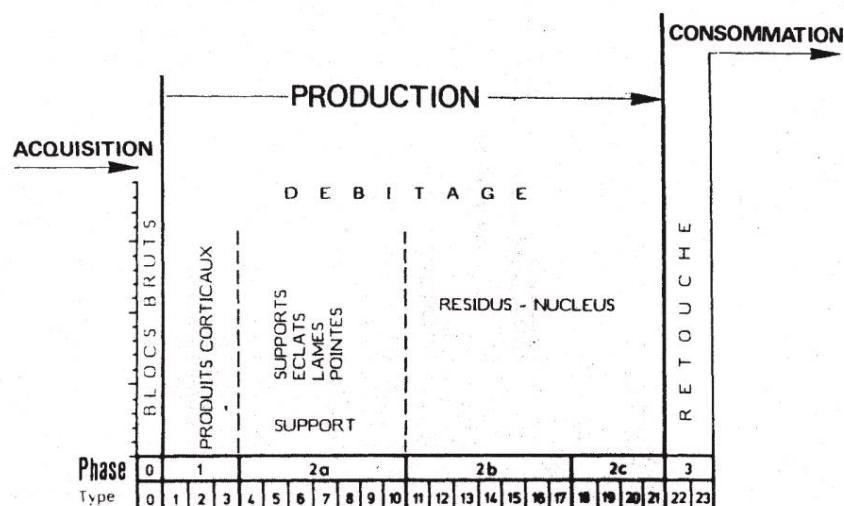 CONSOMMATION
PRODUCTION
ACQUISITION
DEBITAGE
BLOCS BRUTS
PRODUITS CORTICAUX
SUPPORTS
ECLATS
LAMES
POINTES
SUPPORT
RESIDUS - NUCLEUS
RETOUCHE
Phase 0 1 2a 2b 2c 3
Type 0 1 2 3 4 5 6 7 8 9 10 11 12 13 14 15 16 17 18 19 20 21 22 23